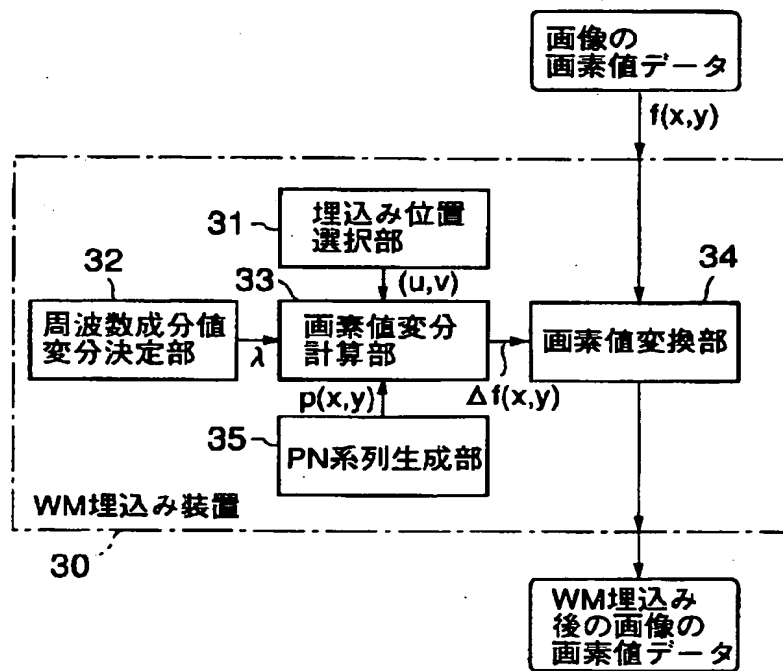 画像の
画素値データ
f(x,y)
31
埋込み位置
選択部
32
33
(u,v)
34
周波数成分値
変分決定部
λ
画素値変分
計算部
Δf(x,y)
画素値変換部
p(x,y)
35
PN系列生成部
WM埋込み装置
30
WM埋込み
後の画像の
画素値データ